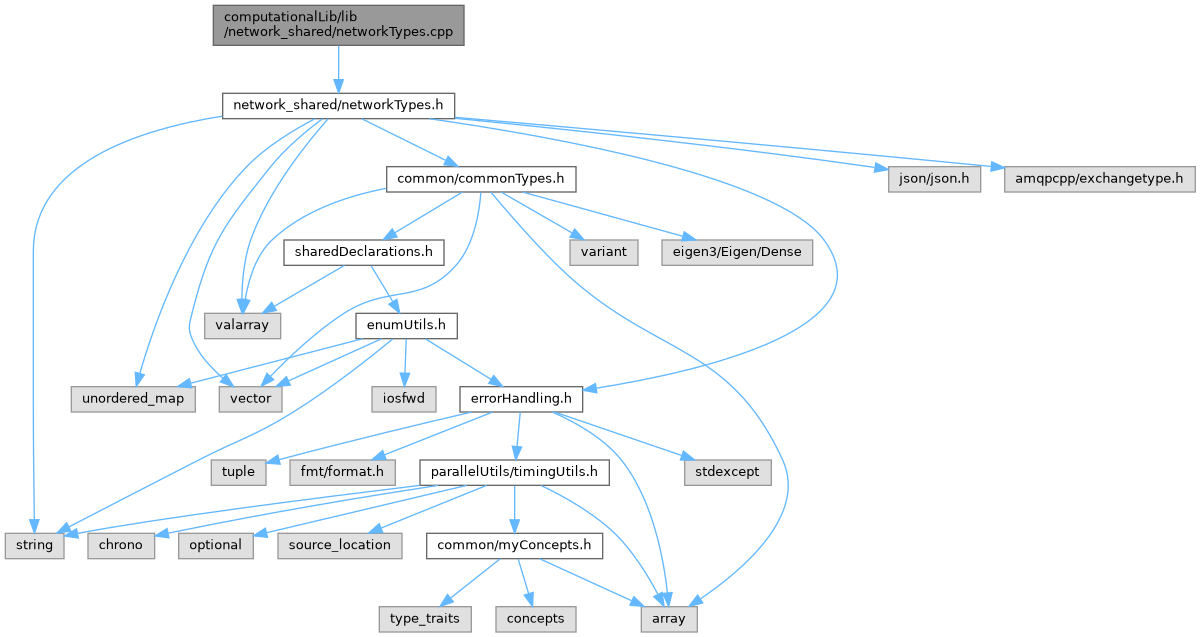 computationalLib/lib
/network_shared/networkTypes.cpp
network_shared/networkTypes.h
common/commonTypes.h
json/json.h
amqpcpp/exchangetype.h
sharedDeclarations.h
variant
eigen3/Eigen/Dense
valarray
enumUtils.h
unordered_map
vector
iosfwd
errorHandling.h
tuple
fmt/format.h
parallelUtils/timingUtils.h
stdexcept
string
chrono
optional
source_location
common/myConcepts.h
type_traits
concepts
array